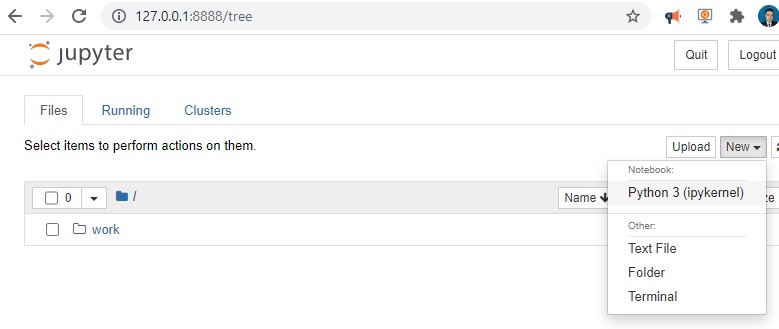 127.0.0.1:8888/tree
jupyter
Quit Logout
Files Running Clusters
Select items to perform actions on them.
Upload New
0 / Name
work
Notebook:
Python 3 (ipykernel)
Other:
Text File
Folder
Terminal